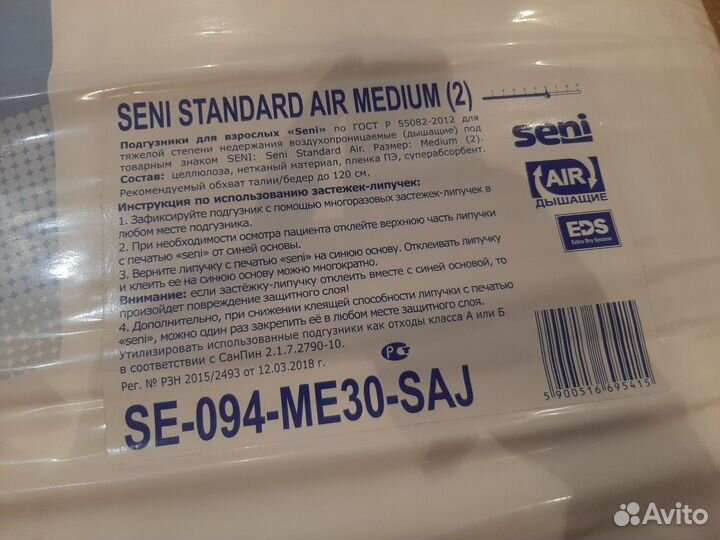 SENI STANDARD AIR MEDIUM (2)
Подгузники для взрослых «Seni» по ГОСТ Р 55082-2012 для
тяжелой степени недержания воздухопроницаемые (дышащие) под
товарным знаком SENI: Seni Standard Air. Размер: Medium (2).
Состав: целлюлоза, нетканый материал, пленка ПЭ, суперабсорбент.
Рекомендуемый обхват талии/бедер до 120 см.
Инструкция по использованию застежек-липучек:
1. Зафиксируйте подгузник с помощью многоразовых застежек-липучек в
любом месте подгузника.
2. При необходимости осмотра пациента отклейте верхнюю часть липучки
с печатью «seni» от синей основы.
3. Верните липучку с печатью «seni» на синюю основу. Отклеивать липучку
и клеить ее на синюю основу можно многократно.
Внимание: если застёжку-липучку отклеить вместе с синей основой, то
произойдет повреждение защитного слоя!
4. Дополнительно, при снижении клеящей способности липучки с печатью
«seni», можно один раз закрепить её в любом месте защитного слоя.
Утилизировать использованные подгузники как отходы класса А или Б
в соответствии с СанПин 2.1.7.2790-10.
Рег. № РЗН 2015/2493 от 12.03.2018 г.
РСТ
SE-094-ME30-SAJ
seni
AIR
ДЫШАЩИЕ
EDS
Extra Dry System
5900516695415
Avito